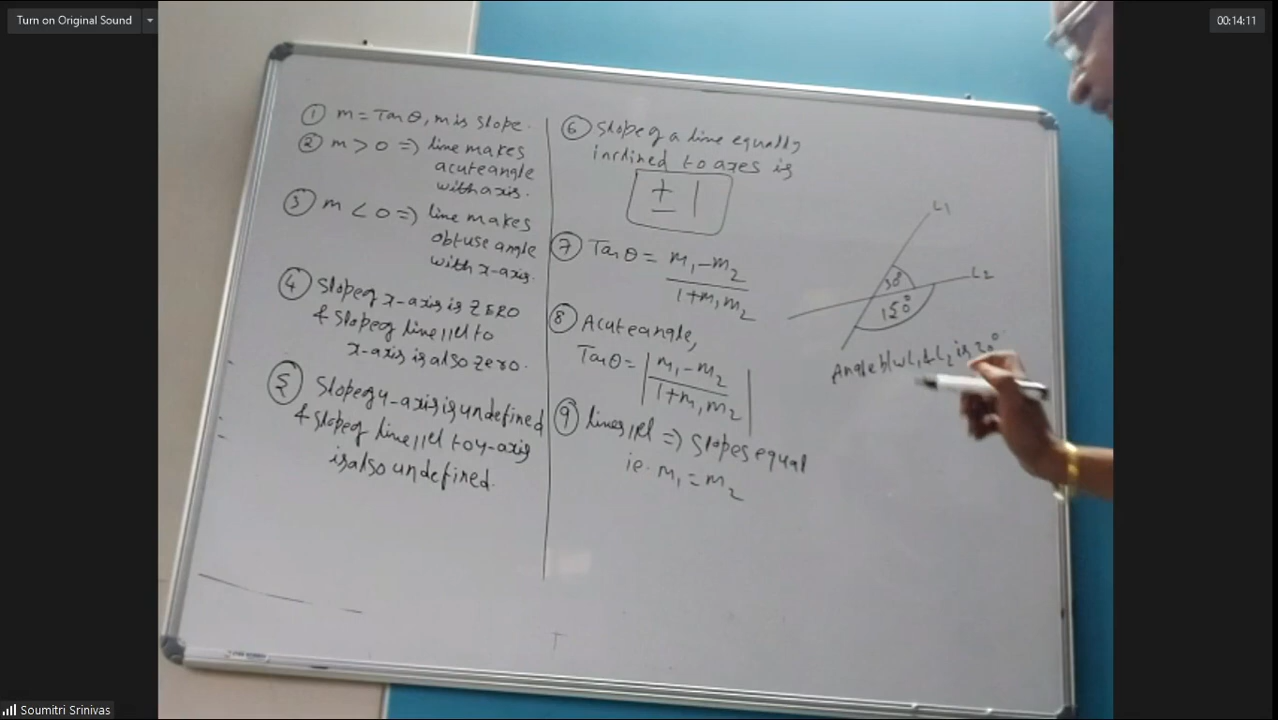 Turn on Original Sound
00:14:11
① m = Tan θ, m is slope.
② m > 0 ⇒ line makes
acute angle
with x-axis.
③ m < 0 ⇒ line makes
obtuse angle
with x-axis.
④ Slope of x-axis is ZERO
& slope of line ||el to
x-axis is also zero.
⑤ Slope of y-axis is undefined
& slope of line ||el to y-axis
is also undefined.
⑥ Slope of a line equally
inclined to axes is
± 1
⑦ Tan θ = m₁ - m₂
1 + m₁ m₂
⑧ Acute angle,
Tan θ = | m₁ - m₂
1 + m₁ m₂ |
⑨ lines ||el ⇒ slopes equal
ie. m₁ = m₂
L₁
L₂
30°
150°
Angle b/w L₁ & L₂ is 30°
Soumitri Srinivas